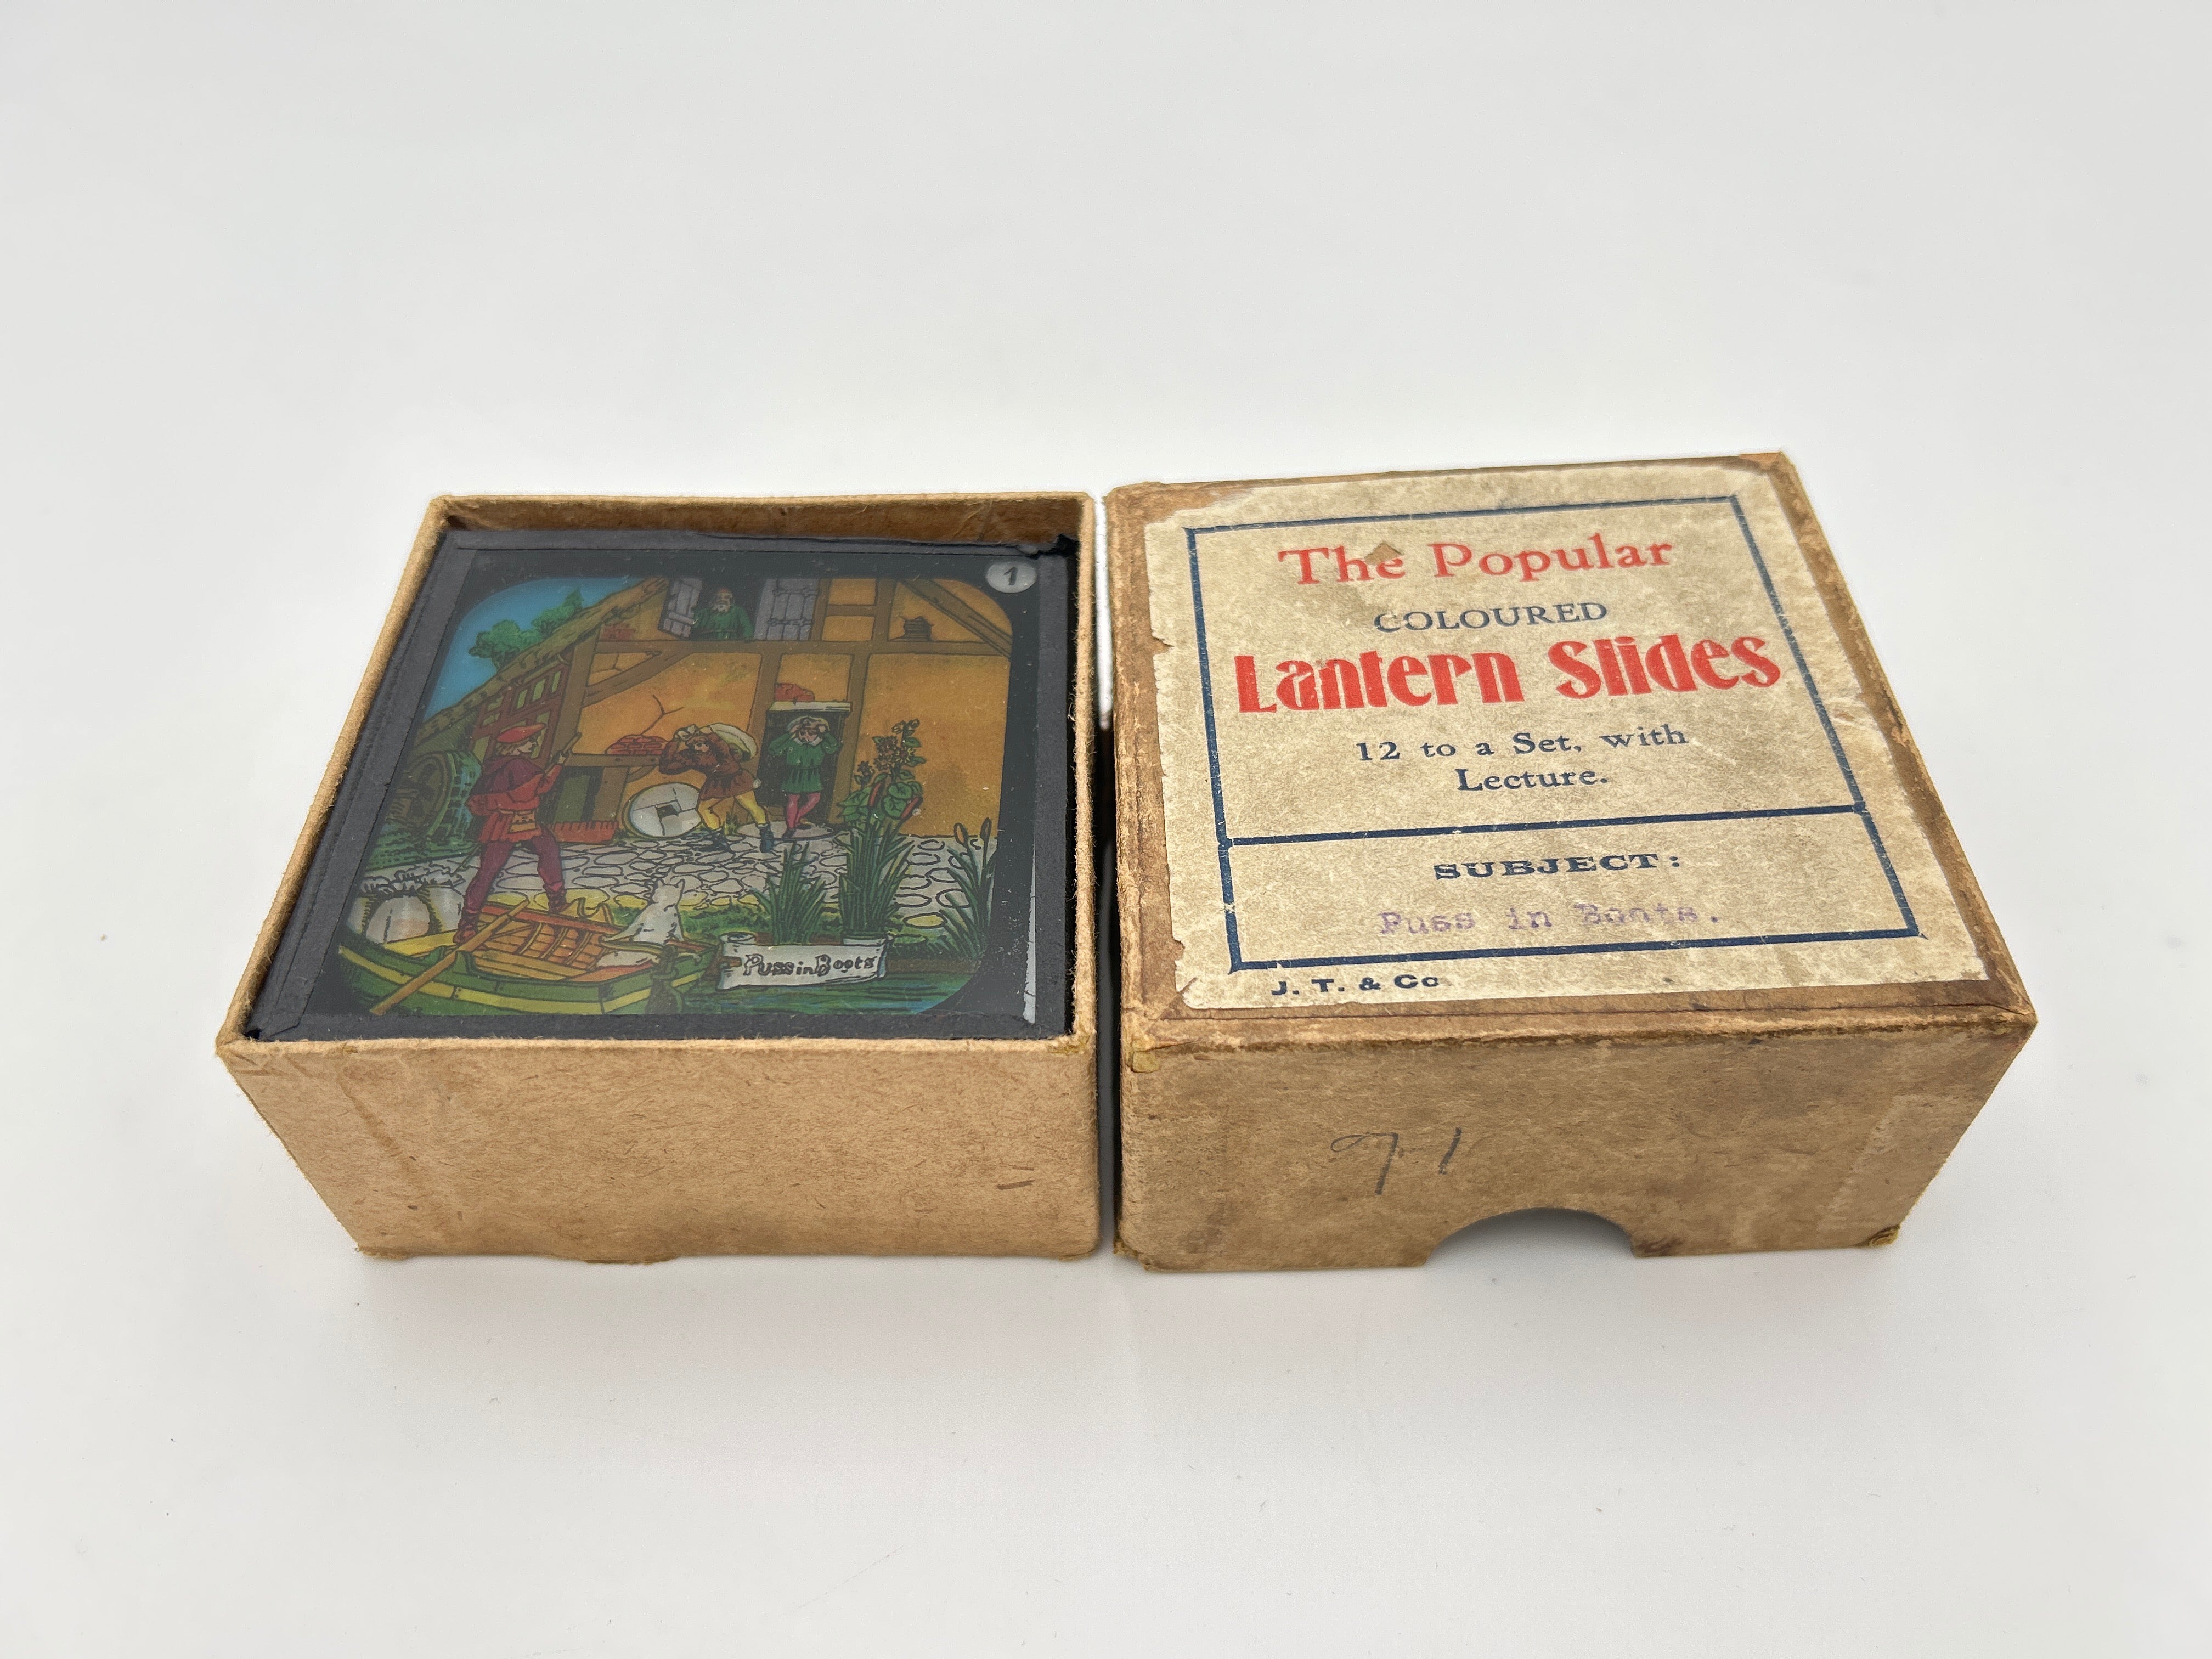 1
Puss in Boots
The Popular
COLOURED
Lantern Slides
12 to a Set, with
Lecture.
SUBJECT:
Puss in Boots.
J. T. & Co